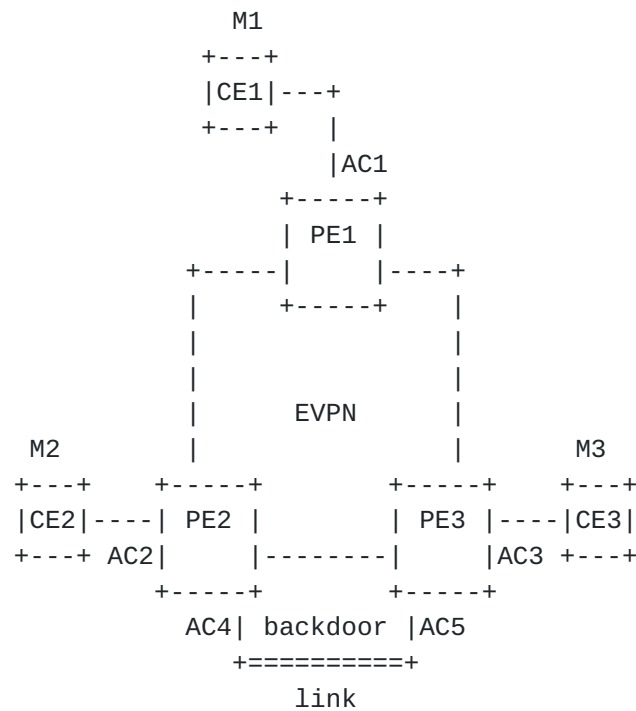 M1
+---+
|CE1|---+
+---+   |
        |AC1
     +-----+
     | PE1 |
+-----|     |----+
|     +-----+    |
|                |
|                |
|      EVPN      |
M2 |                | M3
+---+    +-----+        +-----+    +---+
|CE2|----| PE2 |        | PE3 |----|CE3|
+---+ AC2|     |--------|     |AC3 +---+
+-----+        +-----+
AC4| backdoor |AC5
+==========+
link